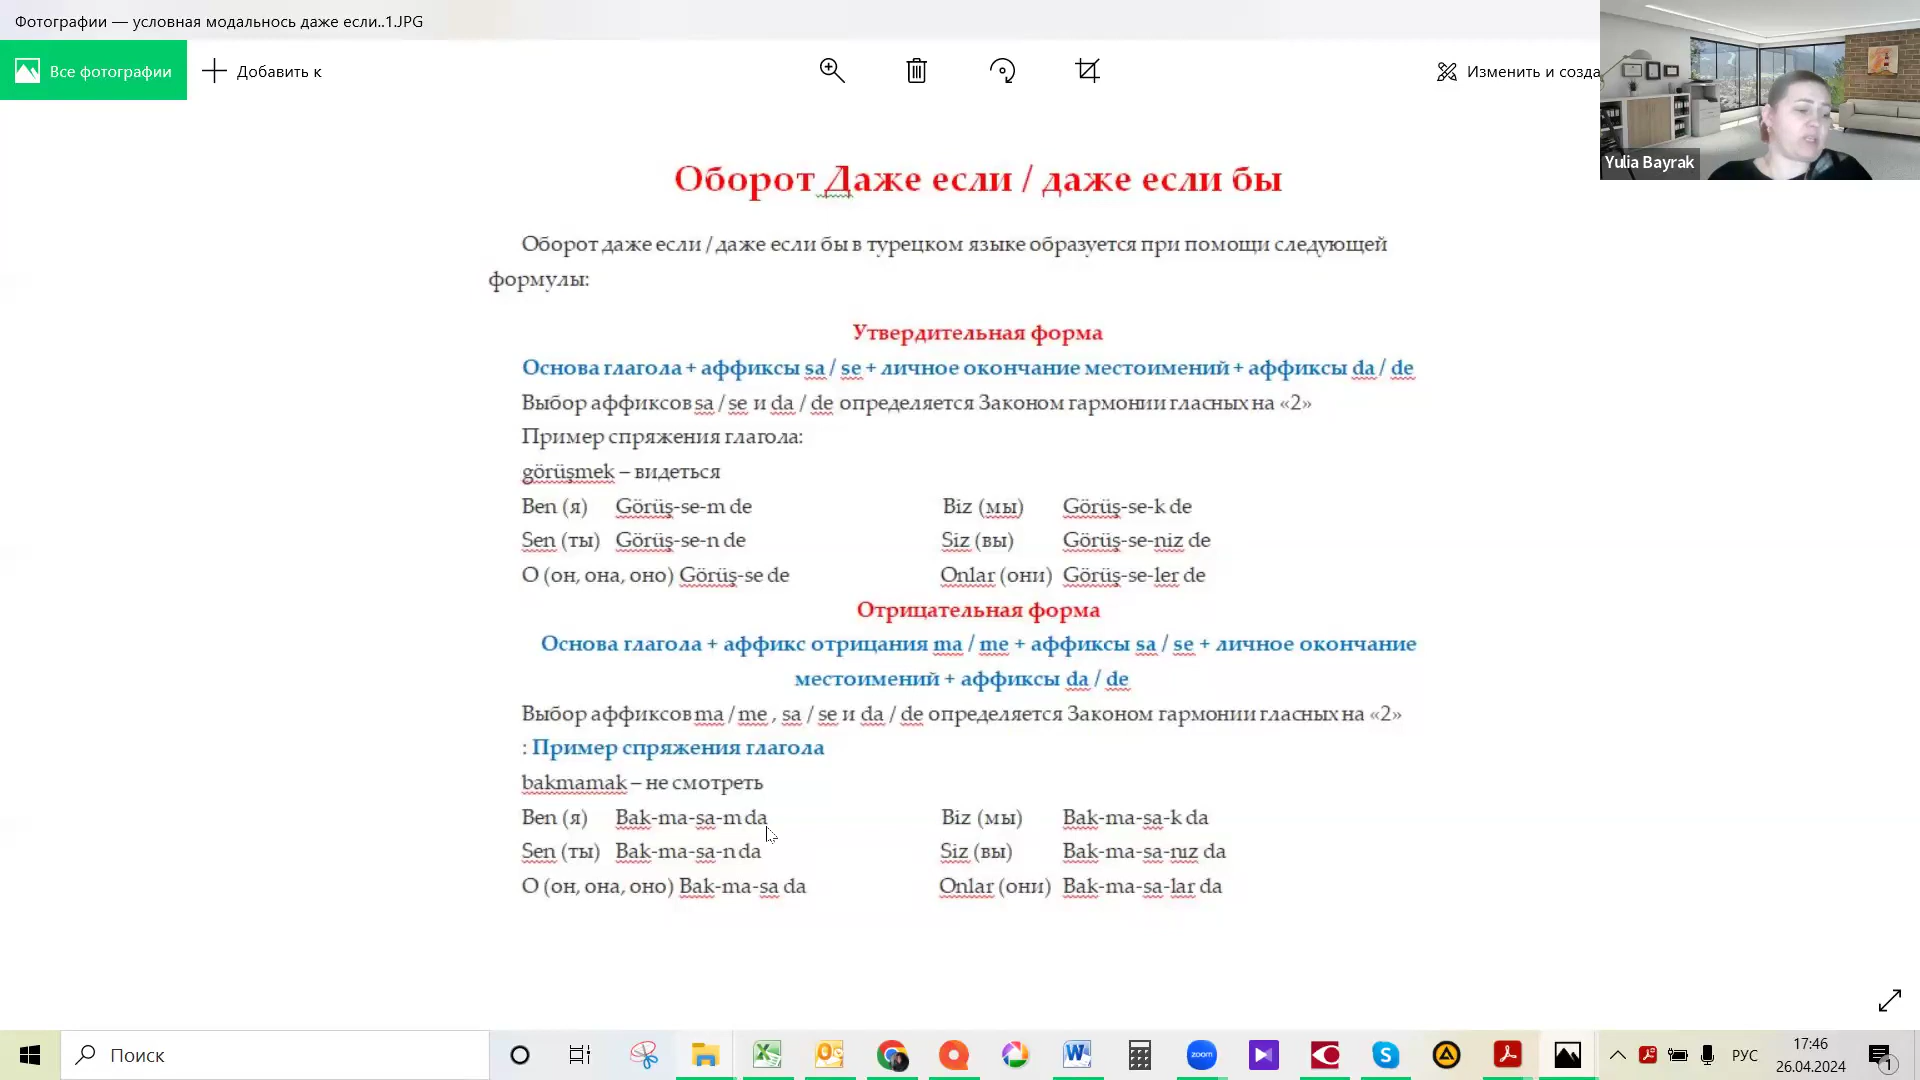 Фотографии — условная модальнось даже если..1.JPG
Все фотографии
Добавить к
Изменить и созда
Yulia Bayrak
Оборот Даже если / даже если бы
Оборот даже если / даже если бы в турецком языке образуется при помощи следующей
формулы:
Утвердительная форма
Основа глагола + аффиксы sa / se + личное окончание местоимений + аффиксы da / de
Выбор аффиксов sa / se и da / de определяется Законом гармонии гласных на «2»
Пример спряжения глагола:
görüşmek – видеться
Ben (я) Görüş-se-m de Biz (мы) Görüş-se-k de
Sen (ты) Görüş-se-n de Siz (вы) Görüş-se-niz de
O (он, она, оно) Görüş-se de Onlar (они) Görüş-se-ler de
Отрицательная форма
Основа глагола + аффикс отрицания ma / me + аффиксы sa / se + личное окончание
местоимений + аффиксы da / de
Выбор аффиксов ma / me , sa / se и da / de определяется Законом гармонии гласных на «2»
: Пример спряжения глагола
bakmamak – не смотреть
Ben (я) Bak-ma-sa-m da Biz (мы) Bak-ma-sa-k da
Sen (ты) Bak-ma-sa-n da Siz (вы) Bak-ma-sa-nız da
O (он, она, оно) Bak-ma-sa da Onlar (они) Bak-ma-sa-lar da
Поиск
zoom
РУС
17:46
26.04.2024
1